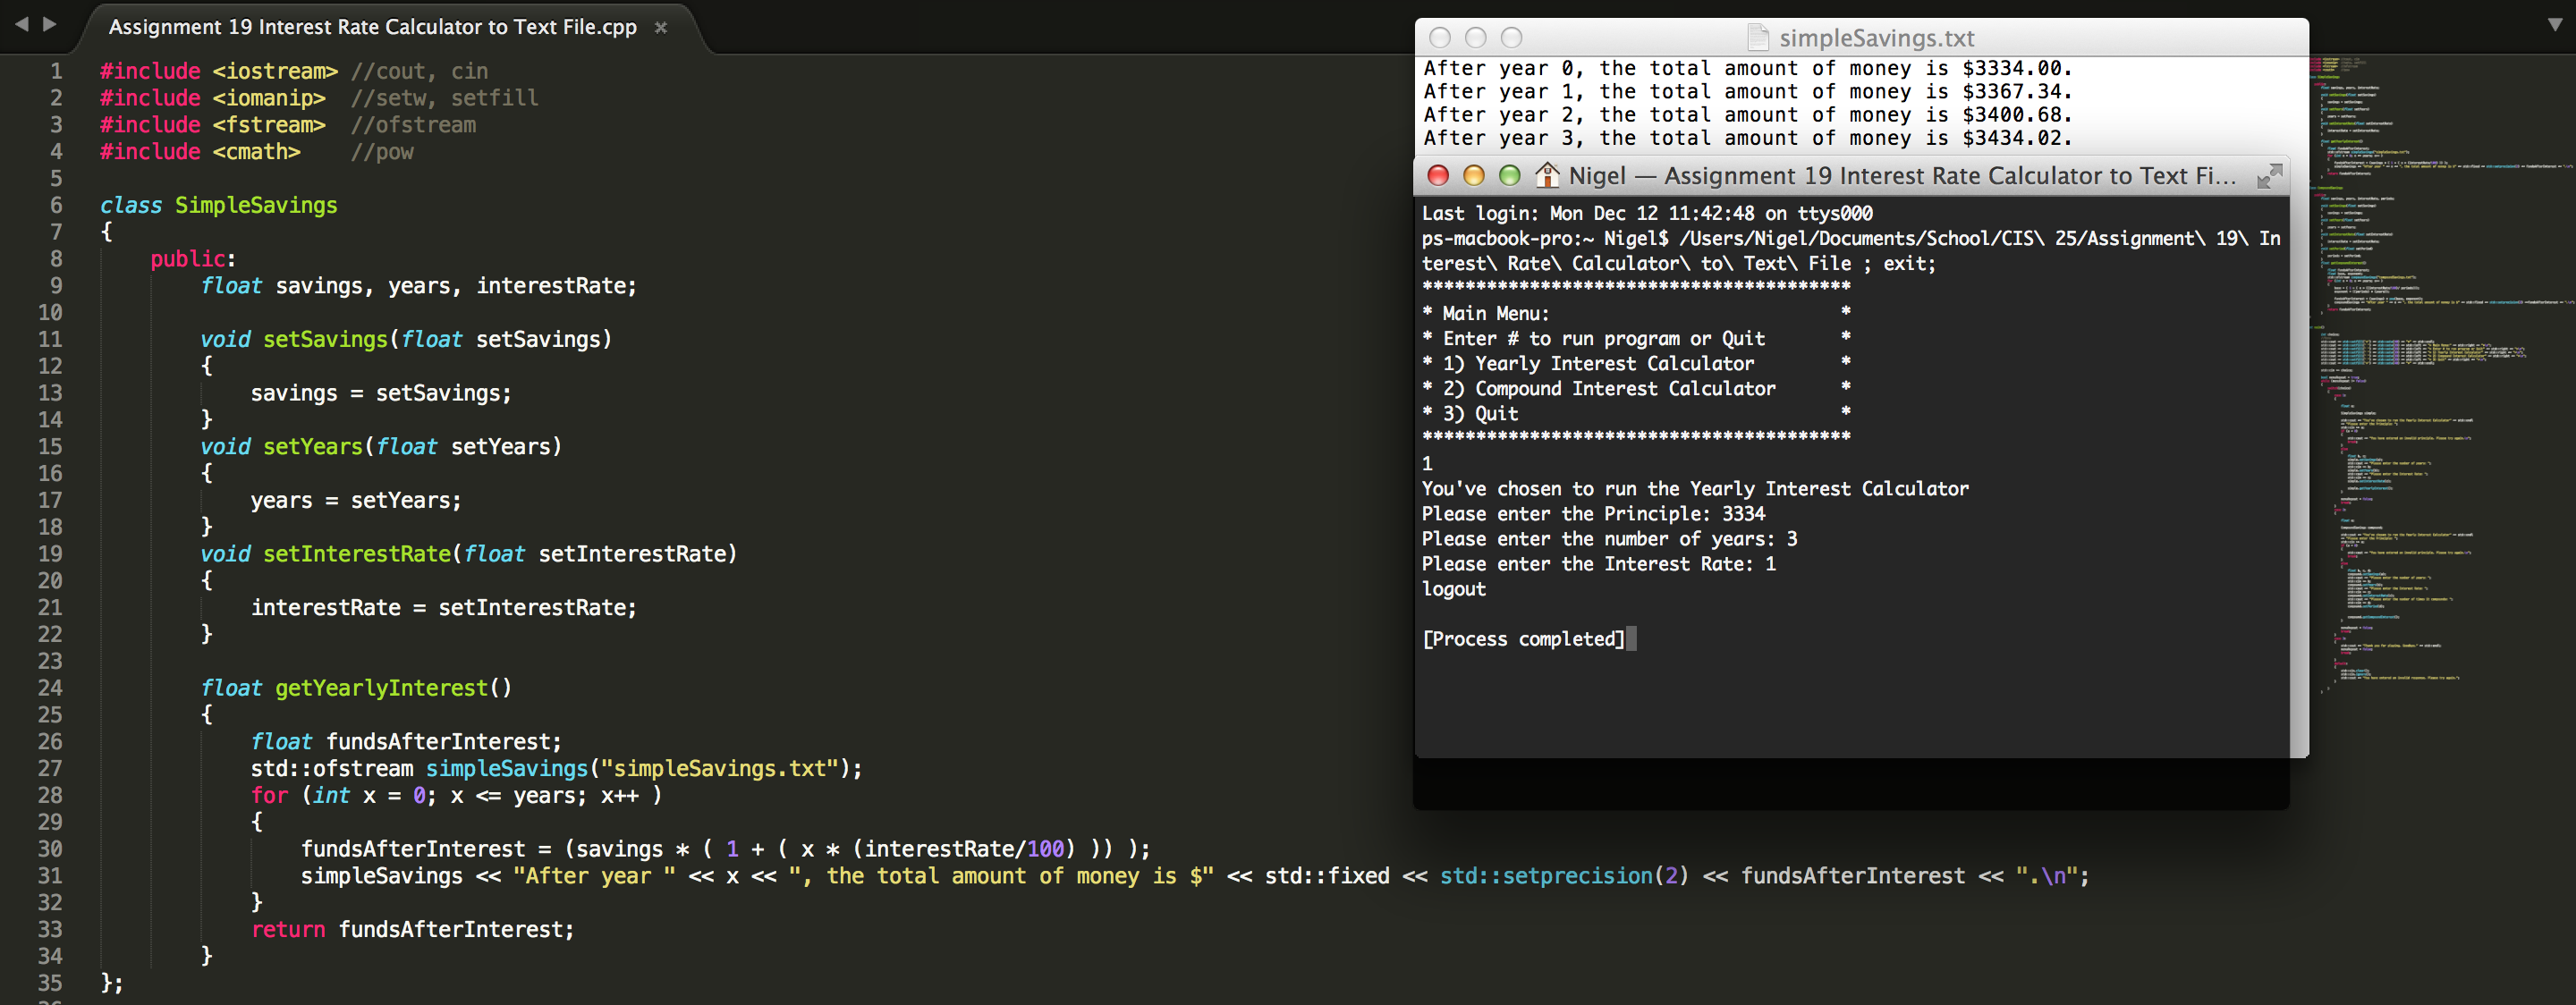 Assignment 19 Interest Rate Calculator to Text File.cpp
1 #include <iostream> //cout, cin
2 #include <iomanip>  //setw, setfill
3 #include <fstream>  //ofstream
4 #include <cmath>    //pow
5
6 class SimpleSavings
7 {
8     public:
9         float savings, years, interestRate;
10
11         void setSavings(float setSavings)
12         {
13             savings = setSavings;
14         }
15         void setYears(float setYears)
16         {
17             years = setYears;
18         }
19         void setInterestRate(float setInterestRate)
20         {
21             interestRate = setInterestRate;
22         }
23
24         float getYearlyInterest()
25         {
26             float fundsAfterInterest;
27             std::ofstream simpleSavings("simpleSavings.txt");
28             for (int x = 0; x <= years; x++ )
29             {
30                 fundsAfterInterest = (savings * ( 1 + ( x * (interestRate/100) )) );
31                 simpleSavings << "After year " << x << ", the total amount of money is $" << std::fixed << std::setprecision(2) << fundsAfterInterest << ".\n";
32             }
33             return fundsAfterInterest;
34         }
35 };
simpleSavings.txt
After year 0, the total amount of money is $3334.00.
After year 1, the total amount of money is $3367.34.
After year 2, the total amount of money is $3400.68.
After year 3, the total amount of money is $3434.02.
Nigel — Assignment 19 Interest Rate Calculator to Text Fi...
Last login: Mon Dec 12 11:42:48 on ttys000
ps-macbook-pro:~ Nigel$ /Users/Nigel/Documents/School/CIS\ 25/Assignment\ 19\ In
terest\ Rate\ Calculator\ to\ Text\ File ; exit;
****************************************
* Main Menu:                           *
* Enter # to run program or Quit       *
* 1) Yearly Interest Calculator        *
* 2) Compound Interest Calculator      *
* 3) Quit                              *
****************************************
1
You've chosen to run the Yearly Interest Calculator
Please enter the Principle: 3334
Please enter the number of years: 3
Please enter the Interest Rate: 1
logout
[Process completed]